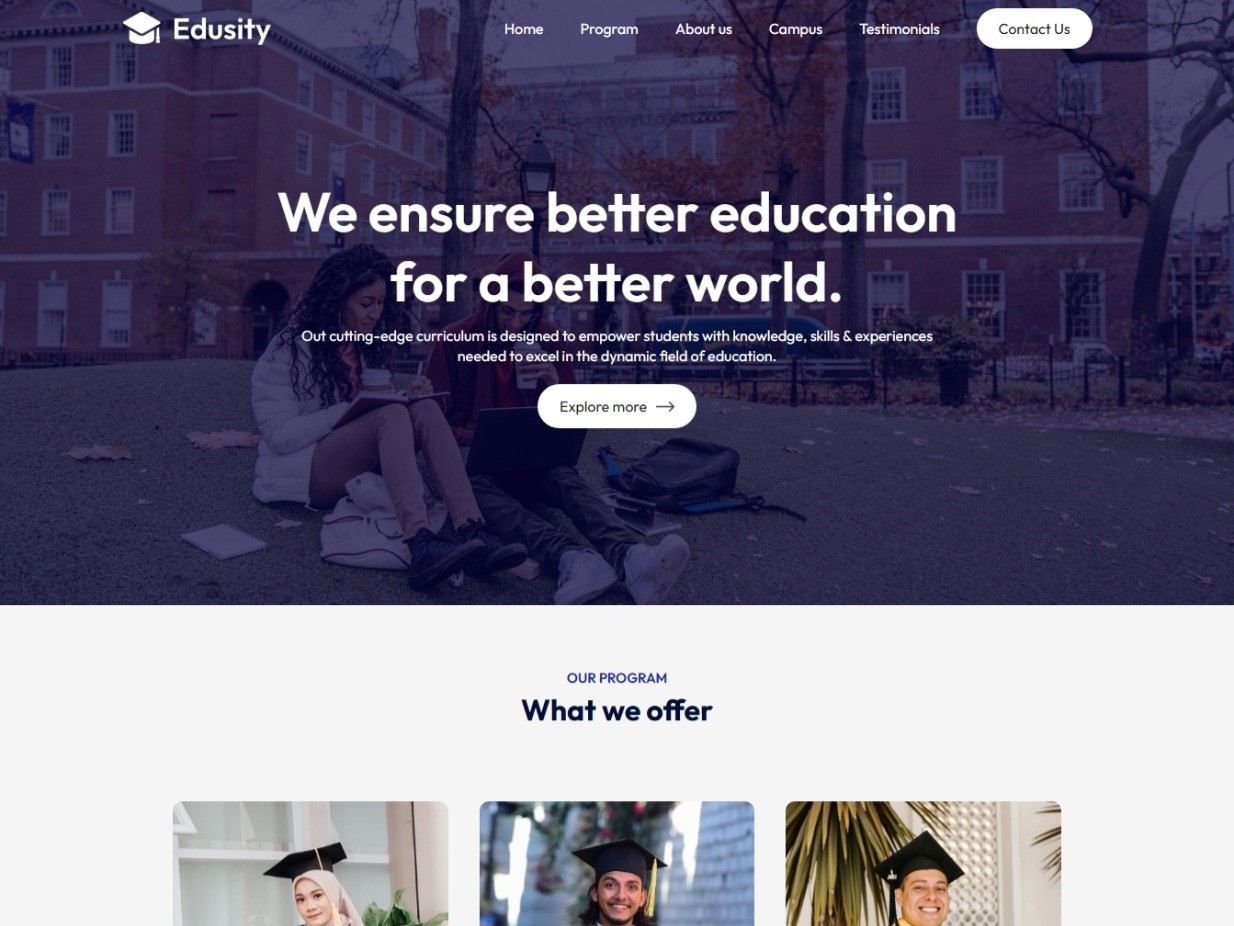 Edusity
Home
Program
About us
Campus
Testimonials
Contact Us
We ensure better education
for a better world.
Out cutting-edge curriculum is designed to empower students with knowledge, skills & experiences
needed to excel in the dynamic field of education.
Explore more
OUR PROGRAM
What we offer